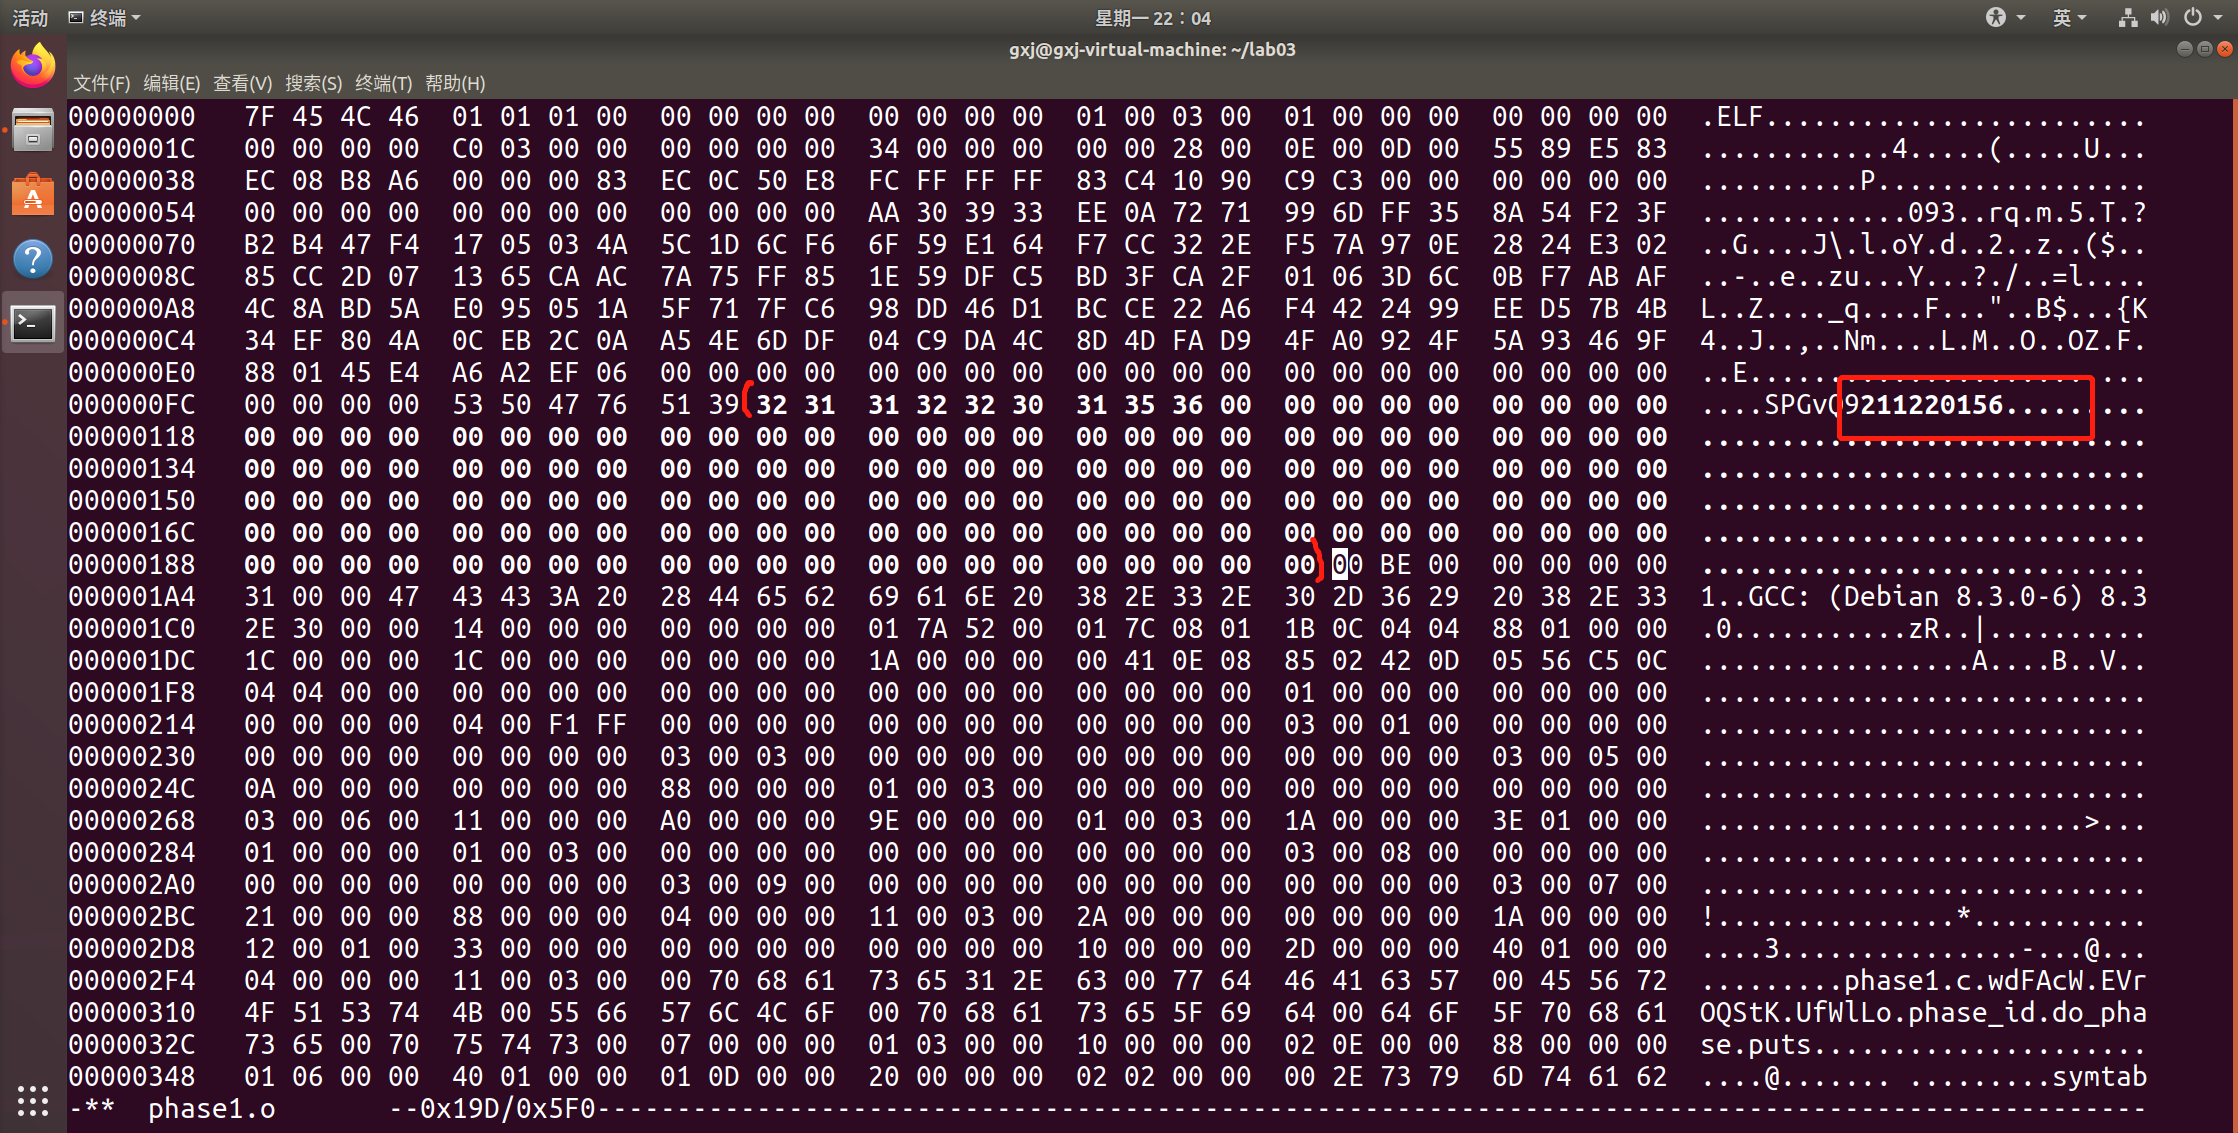 活动 终端 星期一 22：04 英
gxj@gxj-virtual-machine: ~/lab03
文件(F) 编辑(E) 查看(V) 搜索(S) 终端(T) 帮助(H)
00000000 7F 45 4C 46 01 01 01 00 00 00 00 00 00 00 00 00 01 00 03 00 01 00 00 00 00 00 00 00 .ELF........................
0000001C 00 00 00 00 C0 03 00 00 00 00 00 00 34 00 00 00 00 00 28 00 0E 00 0D 00 55 89 E5 83 ............4.....(.....U...
00000038 EC 08 B8 A6 00 00 00 83 EC 0C 50 E8 FC FF FF FF 83 C4 10 90 C9 C3 00 00 00 00 00 00 ..........P.................
00000054 00 00 00 00 00 00 00 00 00 00 00 00 AA 30 39 33 EE 0A 72 71 99 6D FF 35 8A 54 F2 3F .............093..rq.m.5.T.?
00000070 B2 B4 47 F4 17 05 03 4A 5C 1D 6C F6 6F 59 E1 64 F7 CC 32 2E F5 7A 97 0E 28 24 E3 02 ..G....J\.l.oY.d..2..z..($..
0000008C 85 CC 2D 07 13 65 CA AC 7A 75 FF 85 1E 59 DF C5 BD 3F CA 2F 01 06 3D 6C 0B F7 AB AF ..-..e..zu...Y...?./..=l....
000000A8 4C 8A BD 5A E0 95 05 1A 5F 71 7F C6 98 DD 46 D1 BC CE 22 A6 F4 42 24 99 EE D5 7B 4B L..Z...._q....F..."..B$...{K
000000C4 34 EF 80 4A 0C EB 2C 0A A5 4E 6D DF 04 C9 DA 4C 8D 4D FA D9 4F A0 92 4F 5A 93 46 9F 4..J..,..Nm....L.M..O..OZ.F.
000000E0 88 01 45 E4 A6 A2 EF 06 00 00 00 00 00 00 00 00 00 00 00 00 00 00 00 00 00 00 00 00 ..E.........................
000000FC 00 00 00 00 53 50 47 76 51 39 32 31 31 32 32 30 31 35 36 00 00 00 00 00 00 00 00 00 ....SPGvQ9211220156.........
00000118 00 00 00 00 00 00 00 00 00 00 00 00 00 00 00 00 00 00 00 00 00 00 00 00 00 00 00 00 ............................
00000134 00 00 00 00 00 00 00 00 00 00 00 00 00 00 00 00 00 00 00 00 00 00 00 00 00 00 00 00 ............................
00000150 00 00 00 00 00 00 00 00 00 00 00 00 00 00 00 00 00 00 00 00 00 00 00 00 00 00 00 00 ............................
0000016C 00 00 00 00 00 00 00 00 00 00 00 00 00 00 00 00 00 00 00 00 00 00 00 00 00 00 00 00 ............................
00000188 00 00 00 00 00 00 00 00 00 00 00 00 00 00 00 00 00 00 00 00 00 00 BE 00 00 00 00 00 ............................
000001A4 31 00 00 47 43 43 3A 20 28 44 65 62 69 61 6E 20 38 2E 33 2E 30 2D 36 29 20 38 2E 33 1..GCC: (Debian 8.3.0-6) 8.3
000001C0 2E 30 00 00 14 00 00 00 00 00 00 00 01 7A 52 00 01 7C 08 01 1B 0C 04 04 88 01 00 00 .0...........zR..|..........
000001DC 1C 00 00 00 1C 00 00 00 00 00 00 00 1A 00 00 00 00 41 0E 08 85 02 42 0D 05 56 C5 0C .................A....B..V..
000001F8 04 04 00 00 00 00 00 00 00 00 00 00 00 00 00 00 00 00 00 00 01 00 00 00 00 00 00 00 ............................
00000214 00 00 00 00 04 00 F1 FF 00 00 00 00 00 00 00 00 00 00 00 00 03 00 01 00 00 00 00 00 ............................
00000230 00 00 00 00 00 00 00 00 03 00 03 00 00 00 00 00 00 00 00 00 00 00 00 00 03 00 05 00 ............................
0000024C 0A 00 00 00 00 00 00 00 88 00 00 00 01 00 03 00 00 00 00 00 00 00 00 00 00 00 00 00 ............................
00000268 03 00 06 00 11 00 00 00 A0 00 00 00 9E 00 00 00 01 00 03 00 1A 00 00 00 3E 01 00 00 ........................>...
00000284 01 00 00 00 01 00 03 00 00 00 00 00 00 00 00 00 00 00 00 00 03 00 08 00 00 00 00 00 ............................
000002A0 00 00 00 00 00 00 00 00 03 00 09 00 00 00 00 00 00 00 00 00 00 00 00 00 03 00 07 00 ............................
000002BC 21 00 00 00 88 00 00 00 04 00 00 00 11 00 03 00 2A 00 00 00 00 00 00 00 1A 00 00 00 !...............*...........
000002D8 12 00 01 00 33 00 00 00 00 00 00 00 00 00 00 00 10 00 00 00 2D 00 00 00 40 01 00 00 ....3...............-...@...
000002F4 04 00 00 00 11 00 03 00 00 70 68 61 73 65 31 2E 63 00 77 64 46 41 63 57 00 45 56 72 .........phase1.c.wdFAcW.EVr
00000310 4F 51 53 74 4B 00 55 66 57 6C 4C 6F 00 70 68 61 73 65 5F 69 64 00 64 6F 5F 70 68 61 OQStK.UfWlLo.phase_id.do_pha
0000032C 73 65 00 70 75 74 73 00 07 00 00 00 01 03 00 00 10 00 00 00 02 0E 00 00 88 00 00 00 se.puts.....................
00000348 01 06 00 00 40 01 00 00 01 0D 00 00 20 00 00 00 02 02 00 00 00 2E 73 79 6D 74 61 62 ....@....... .........symtab
-** phase1.o --0x19D/0x5F0-----------------------------------------------------------------------------------------------